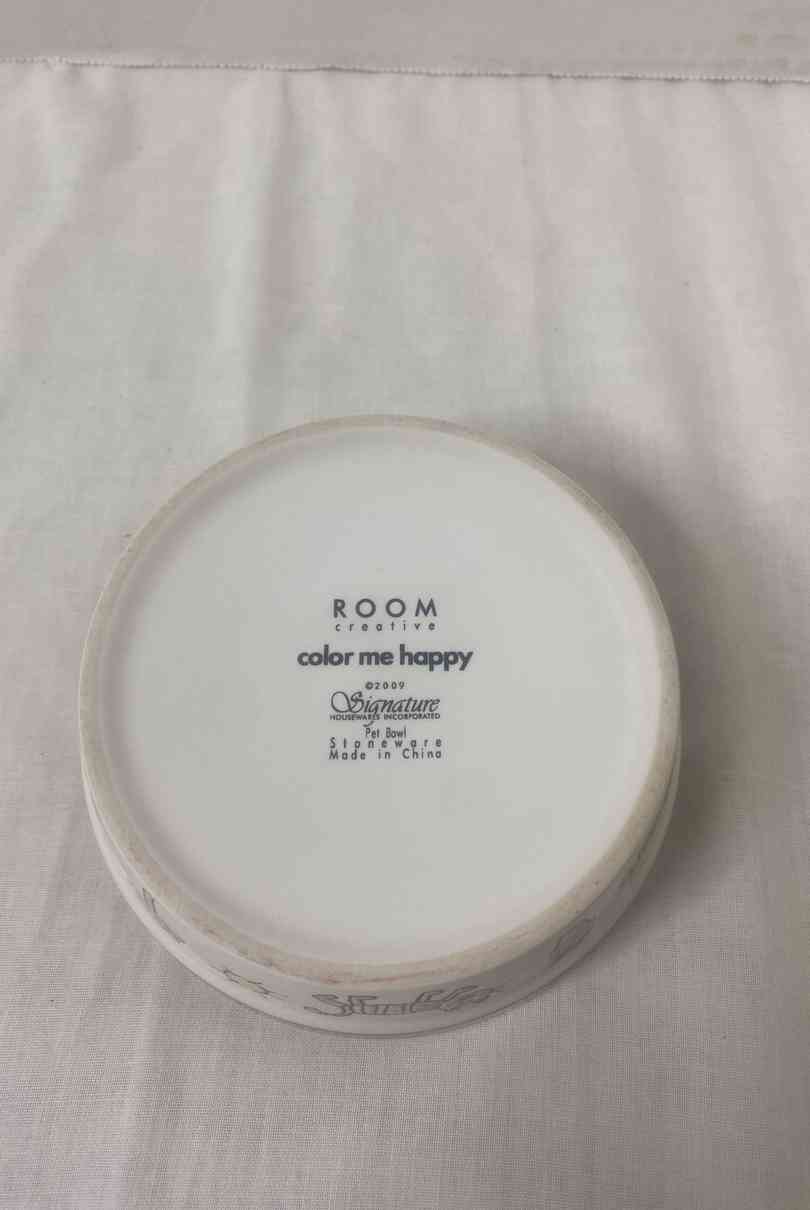 ROOM
creative
color me happy
©2009
Signature
HOUSEWARES INCORPORATED
Pet Bowl
Stoneware
Made in China